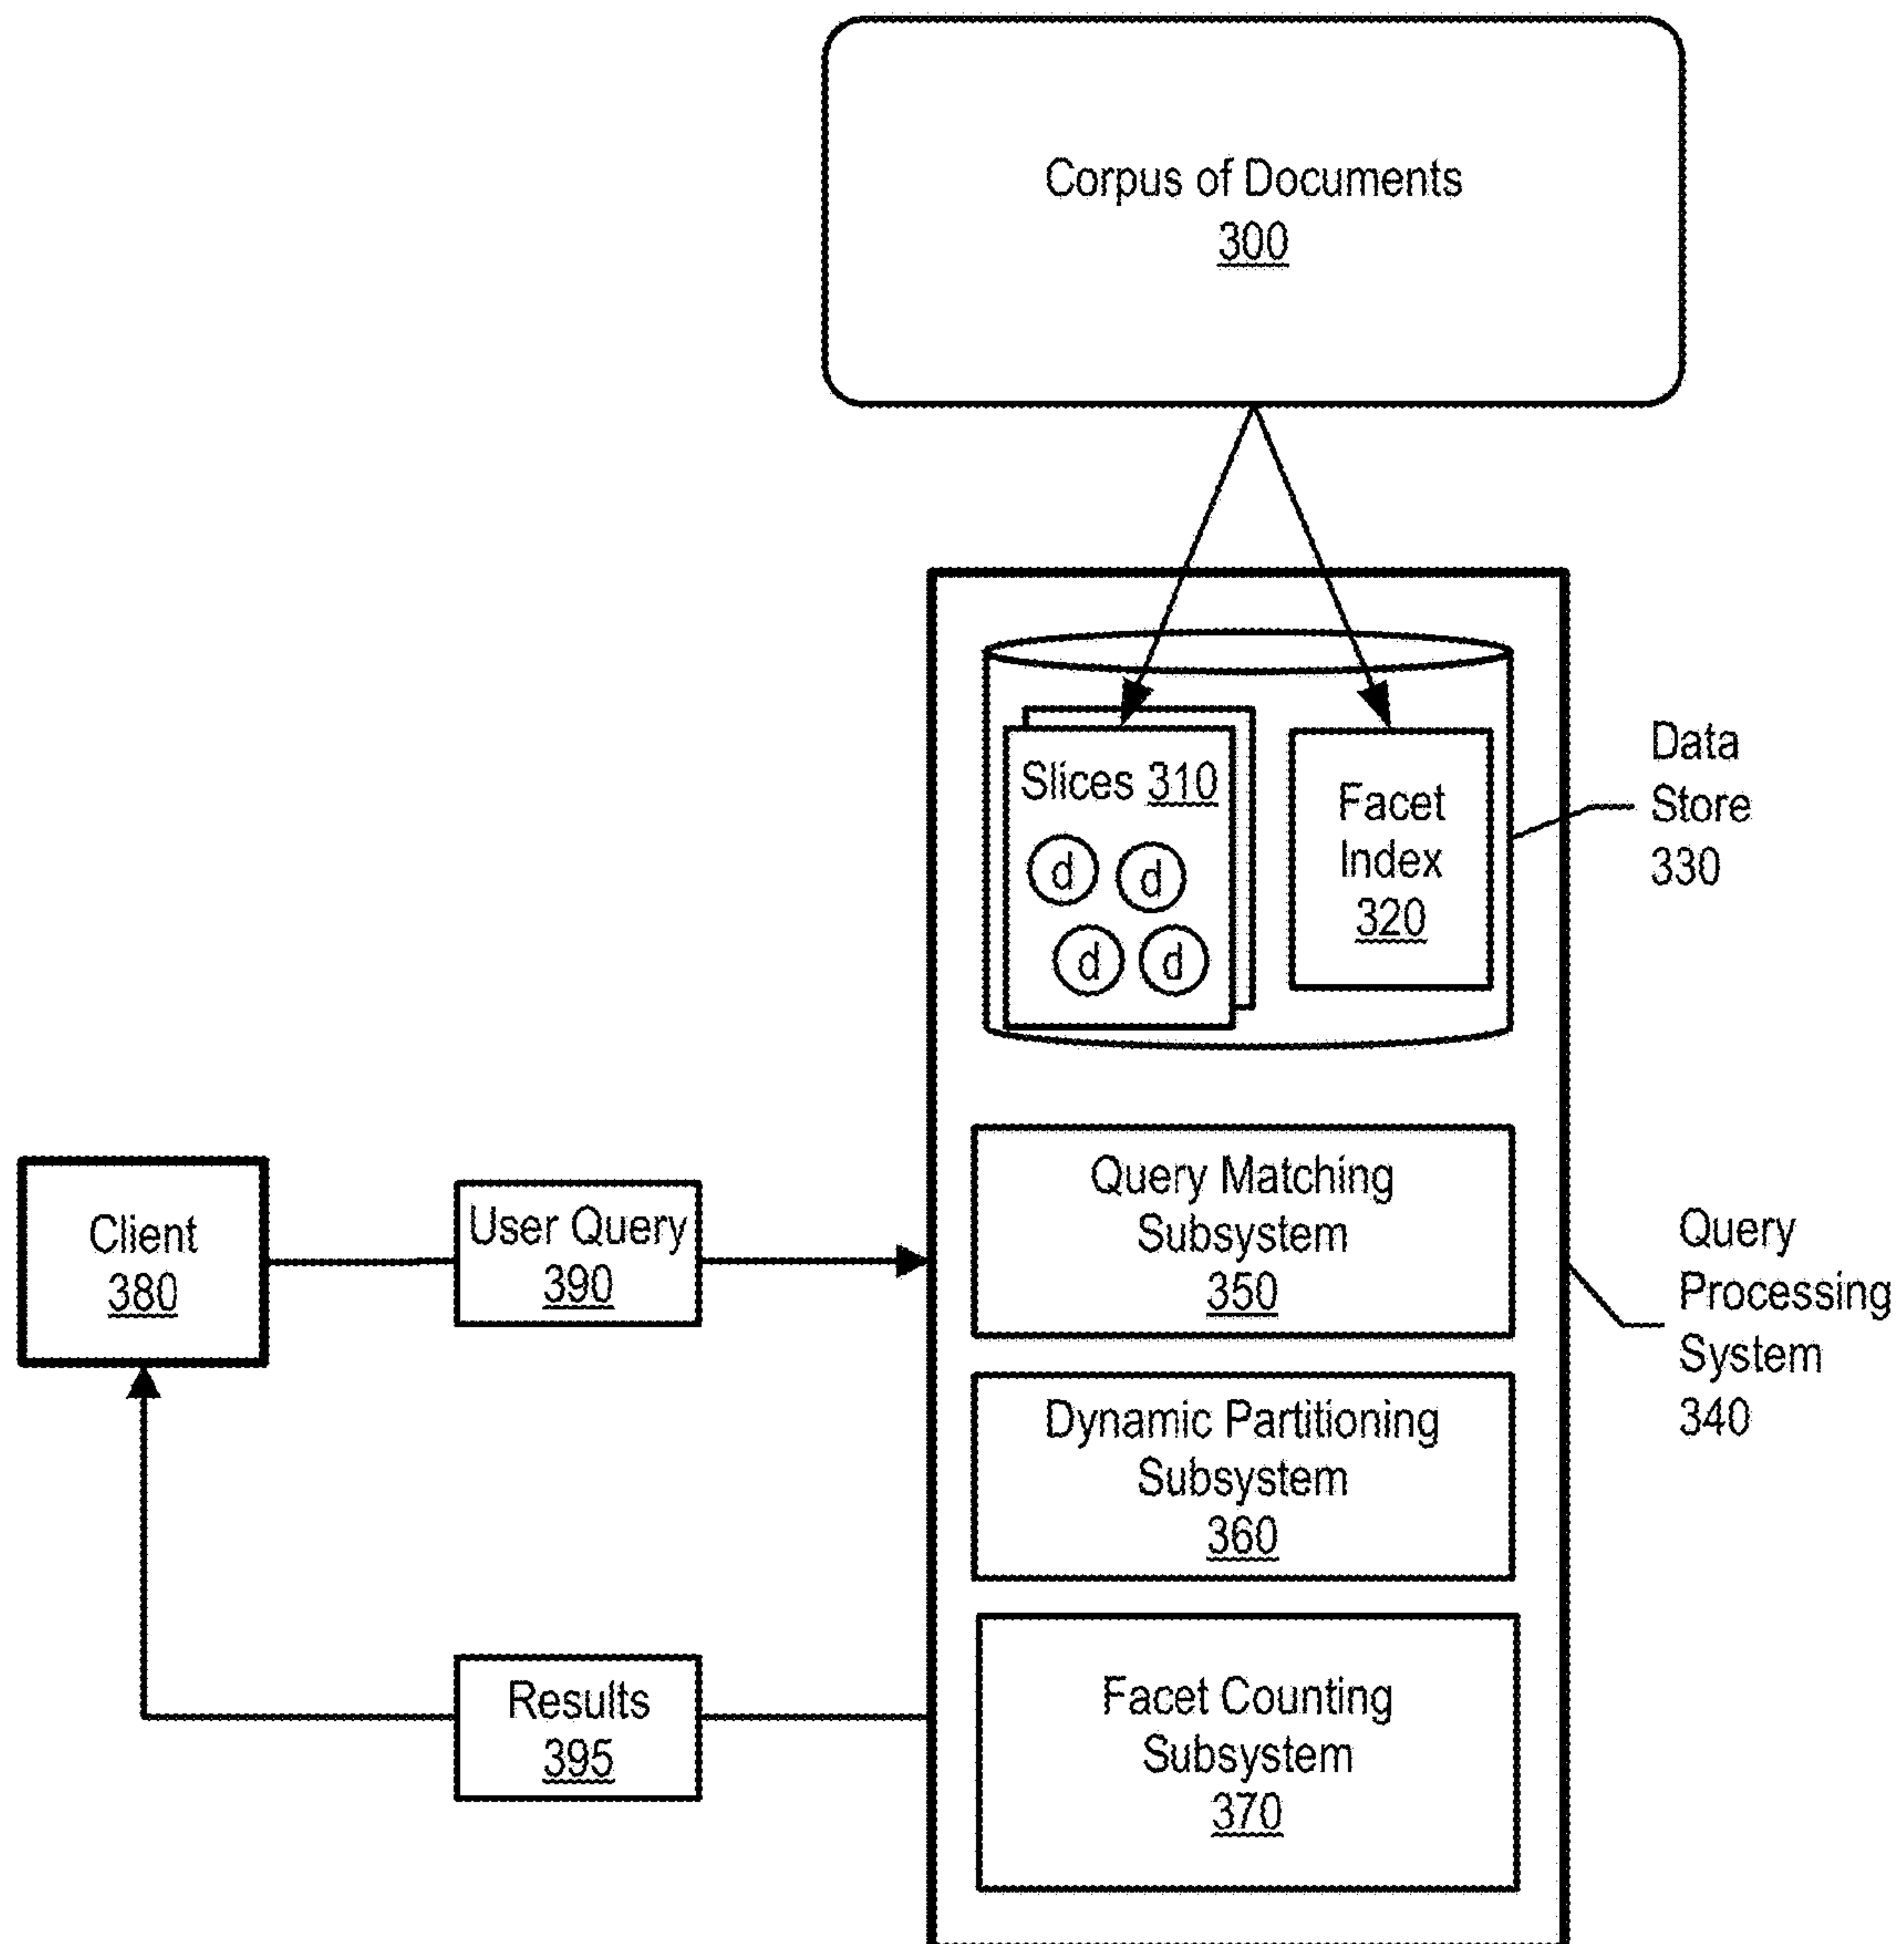 Corpus of Documents
300
Slices 310
d
d
d
d
Facet
Index
320
Data
Store
330
Query Matching
Subsystem
350
Client
380
User Query
390
Query
Processing
System
340
Dynamic Partitioning
Subsystem
360
Results
395
Facet Counting
Subsystem
370